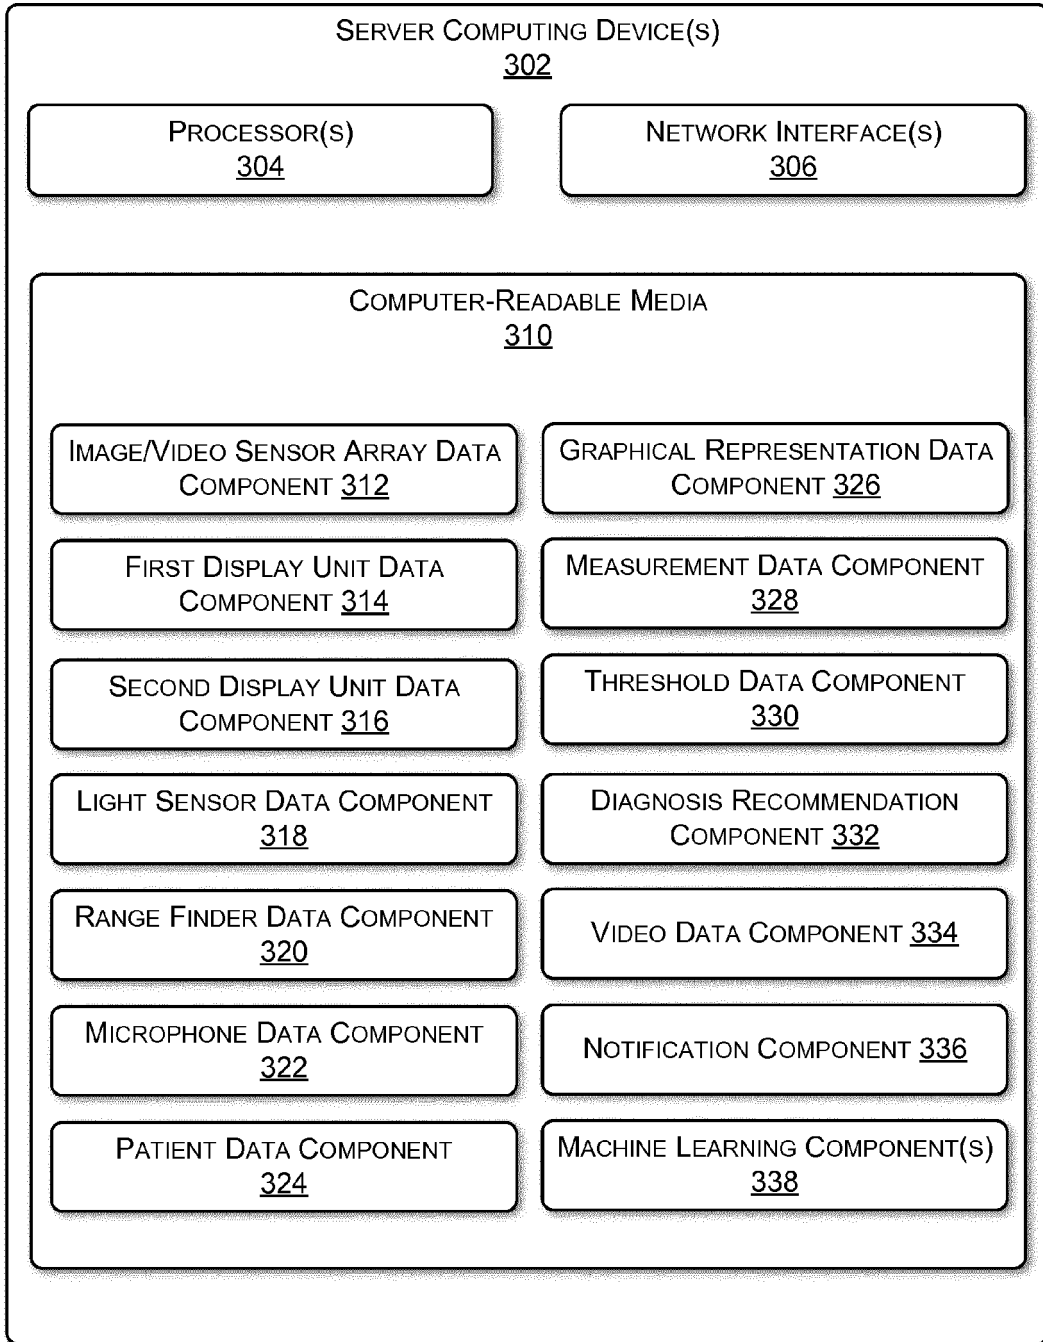 SERVER COMPUTING DEVICE(S)
302
PROCESSOR(S)
304
NETWORK INTERFACE(S)
306
COMPUTER-READABLE MEDIA
310
IMAGE/VIDEO SENSOR ARRAY DATA
COMPONENT 312
FIRST DISPLAY UNIT DATA
COMPONENT 314
SECOND DISPLAY UNIT DATA
COMPONENT 316
LIGHT SENSOR DATA COMPONENT
318
RANGE FINDER DATA COMPONENT
320
MICROPHONE DATA COMPONENT
322
PATIENT DATA COMPONENT
324
GRAPHICAL REPRESENTATION DATA
COMPONENT 326
MEASUREMENT DATA COMPONENT
328
THRESHOLD DATA COMPONENT
330
DIAGNOSIS RECOMMENDATION
COMPONENT 332
VIDEO DATA COMPONENT 334
NOTIFICATION COMPONENT 336
MACHINE LEARNING COMPONENT(S)
338